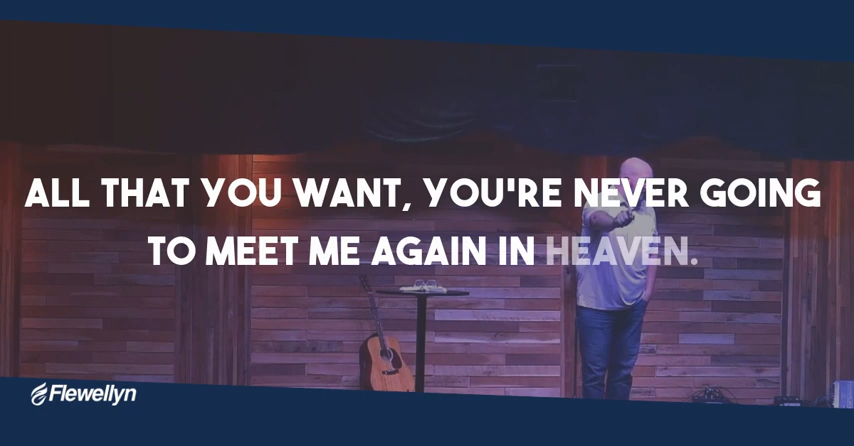 ALL THAT YOU WANT, YOU'RE NEVER GOING
TO MEET ME AGAIN IN HEAVEN.
Flewellyn